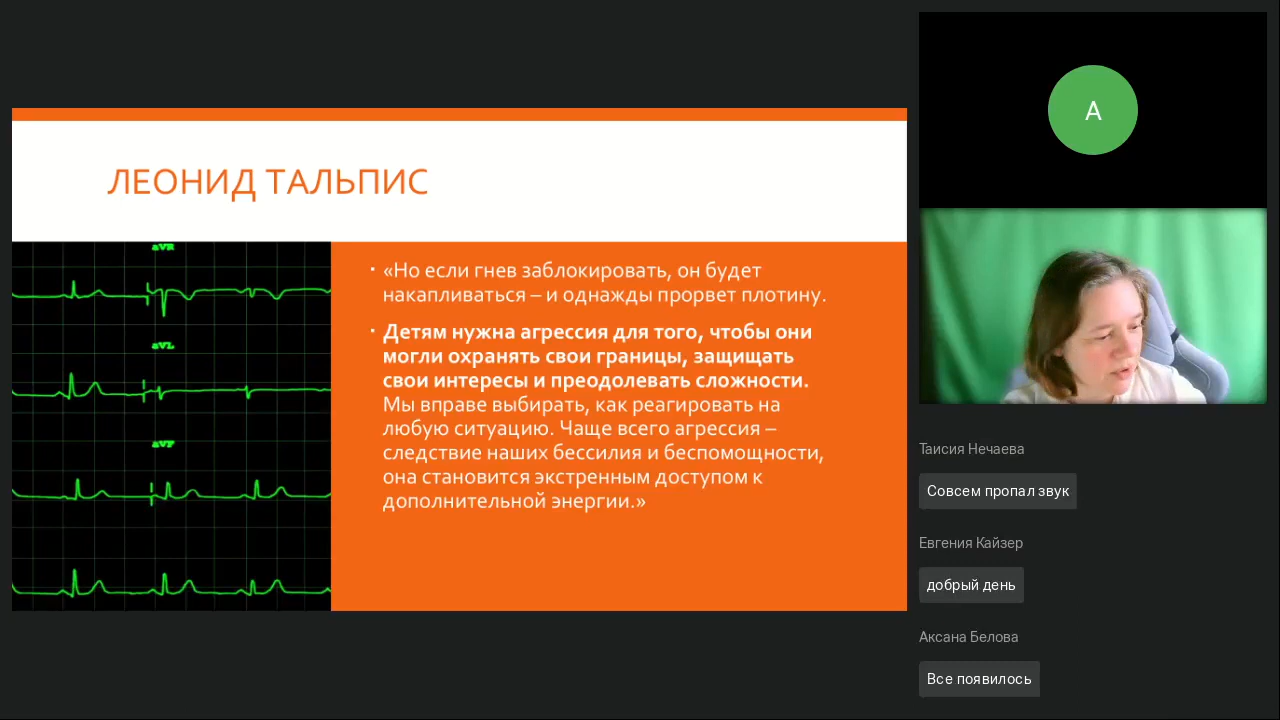 ЛЕОНИД ТАЛЬПИС
aVR
aVL
aVF
«Но если гнев заблокировать, он будет
накапливаться – и однажды прорвет плотину.
Детям нужна агрессия для того, чтобы они
могли охранять свои границы, защищать
свои интересы и преодолевать сложности.
Мы вправе выбирать, как реагировать на
любую ситуацию. Чаще всего агрессия –
следствие наших бессилия и беспомощности,
она становится экстренным доступом к
дополнительной энергии.»
А
Таисия Нечаева
Совсем пропал звук
Евгения Кайзер
добрый день
Аксана Белова
Все появилось